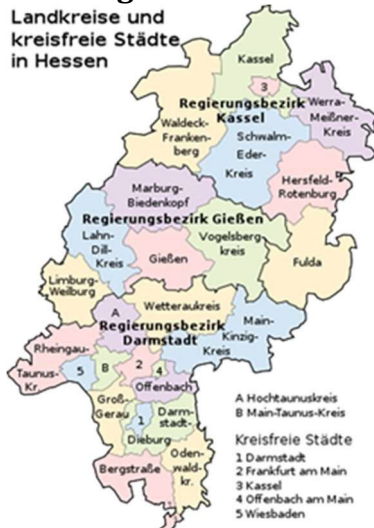 Landkreise und
kreisfreie Städte
in Hessen
Kassel
3
Regierungsbezirk
Kassel
Werra-
Meißner-
Kreis
Waldeck-
Franken-
berg
Schwalm-
Eder-
Kreis
Hersfeld-
Rotenburg
Marburg-
Biedenkopf
Regierungsbezirk Gießen
Lahn-
Dill-
Kreis
Gießen
Vogelsberg-
kreis
Fulda
Limburg-
Weilburg
A
Wetteraukreis
Regierungsbezirk
Darmstadt
Main-
Kinzig-
Kreis
Rheingau-
Taunus-
Kr.
5
B
2
4
Offenbach
Groß-
Gerau
1
Darm-
stadt-
Dieburg
Bergstraße
Oden-
wald-
kr.
A Hochtaunuskreis
B Main-Taunus-Kreis
Kreisfreie Städte
1 Darmstadt
2 Frankfurt am Main
3 Kassel
4 Offenbach am Main
5 Wiesbaden